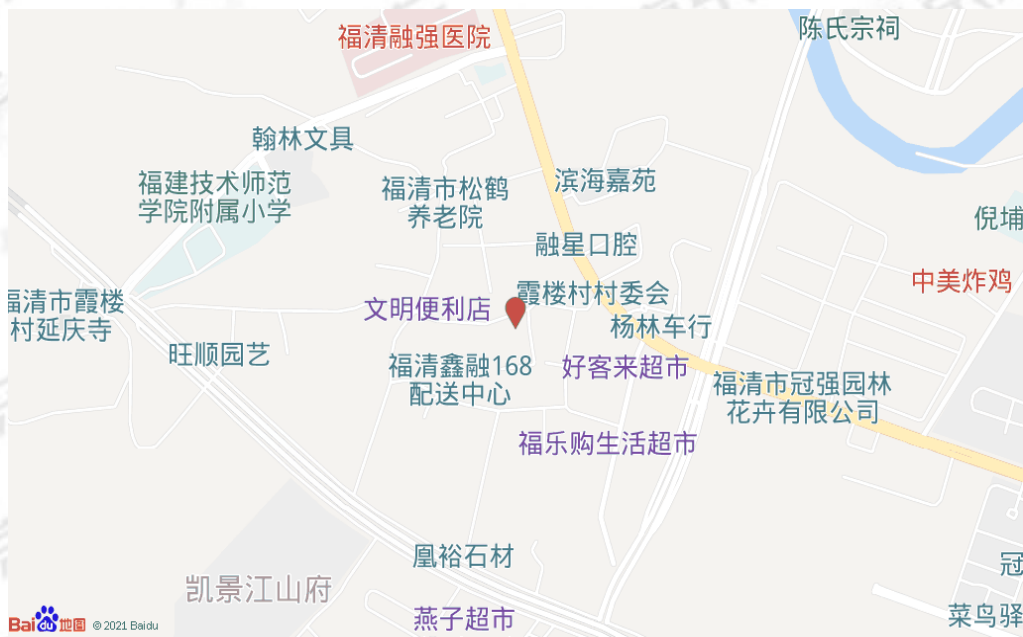 陈氏宗祠
福清融强医院
翰林文具
福建技术师范
学院附属小学
福清市松鹤
养老院
滨海嘉苑
倪埔
融星口腔
中美炸鸡
福清市霞楼
村延庆寺
文明便利店
霞楼村村委会
杨林车行
旺顺园艺
福清鑫融168
配送中心
好客来超市
福清市冠强园林
花卉有限公司
福乐购生活超市
凰裕石材
凯景江山府
冠
燕子超市
菜鸟驿
Bai du 地图 © 2021 Baidu